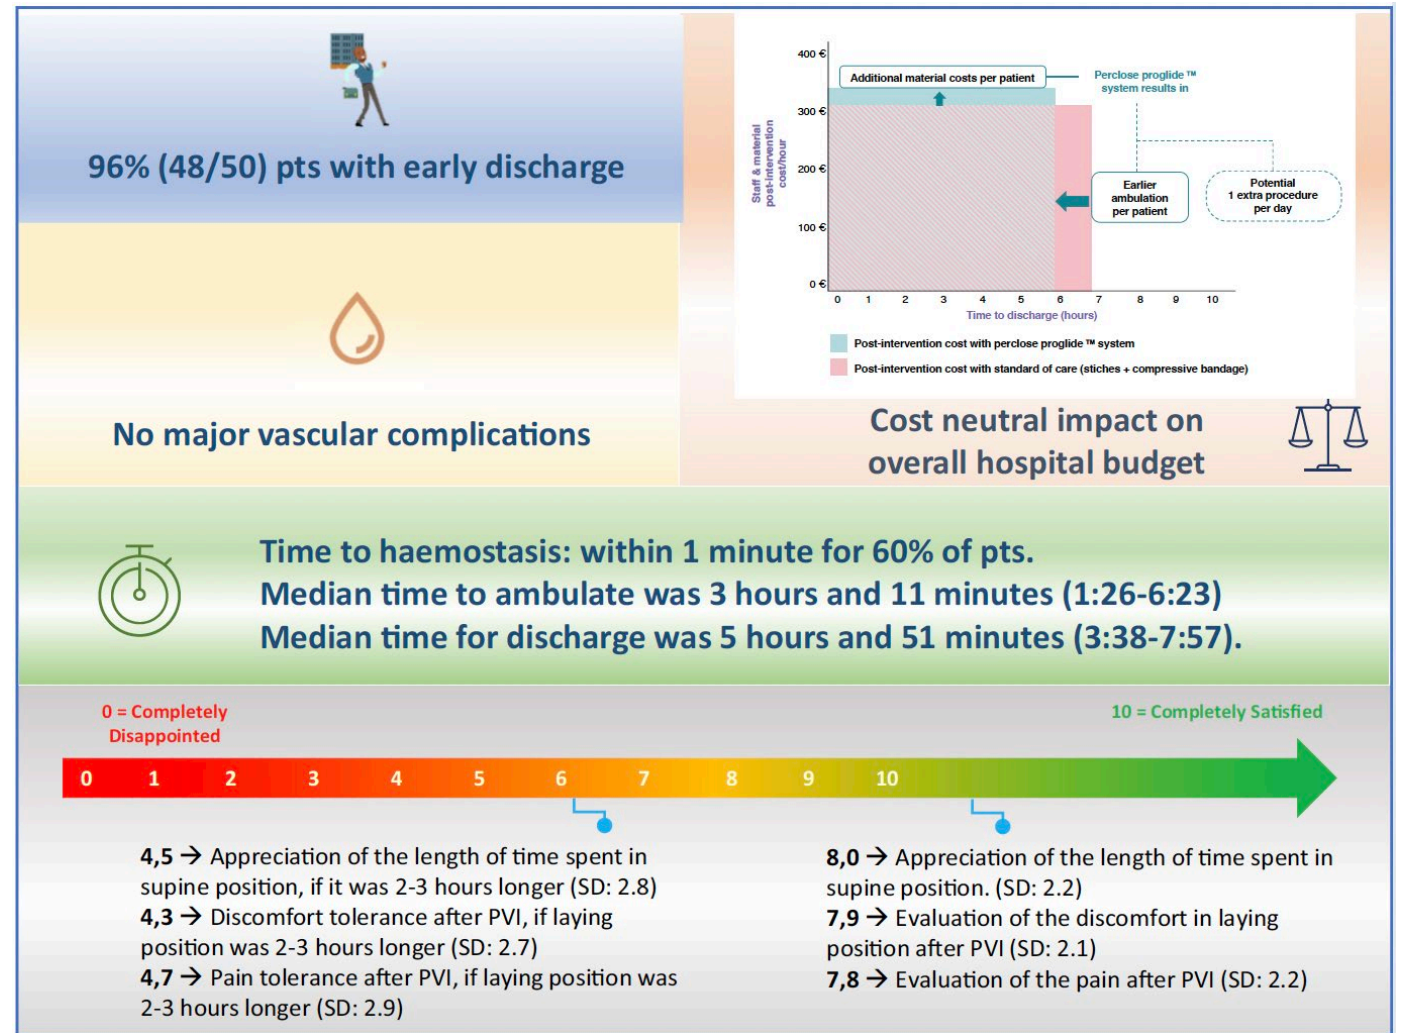 96% (48/50) pts with early discharge
No major vascular complications
400 €
300 €
200 €
100 €
0 €
Staff & material
post-intervention
cost/hour
Additional material costs per patient
Perclose proglide ™
system results in
Earlier
ambulation
per patient
Potential
1 extra procedure
per day
0 1 2 3 4 5 6 7 8 9 10
Time to discharge (hours)
Post-intervention cost with perclose proglide ™ system
Post-intervention cost with standard of care (stiches + compressive bandage)
Cost neutral impact on
overall hospital budget
Time to haemostasis: within 1 minute for 60% of pts.
Median time to ambulate was 3 hours and 11 minutes (1:26-6:23)
Median time for discharge was 5 hours and 51 minutes (3:38-7:57).
0 = Completely
Disappointed
10 = Completely Satisfied
0 1 2 3 4 5 6 7 8 9 10
4,5 → Appreciation of the length of time spent in
supine position, if it was 2-3 hours longer (SD: 2.8)
4,3 → Discomfort tolerance after PVI, if laying
position was 2-3 hours longer (SD: 2.7)
4,7 → Pain tolerance after PVI, if laying position was
2-3 hours longer (SD: 2.9)
8,0 → Appreciation of the length of time spent in
supine position. (SD: 2.2)
7,9 → Evaluation of the discomfort in laying
position after PVI (SD: 2.1)
7,8 → Evaluation of the pain after PVI (SD: 2.2)